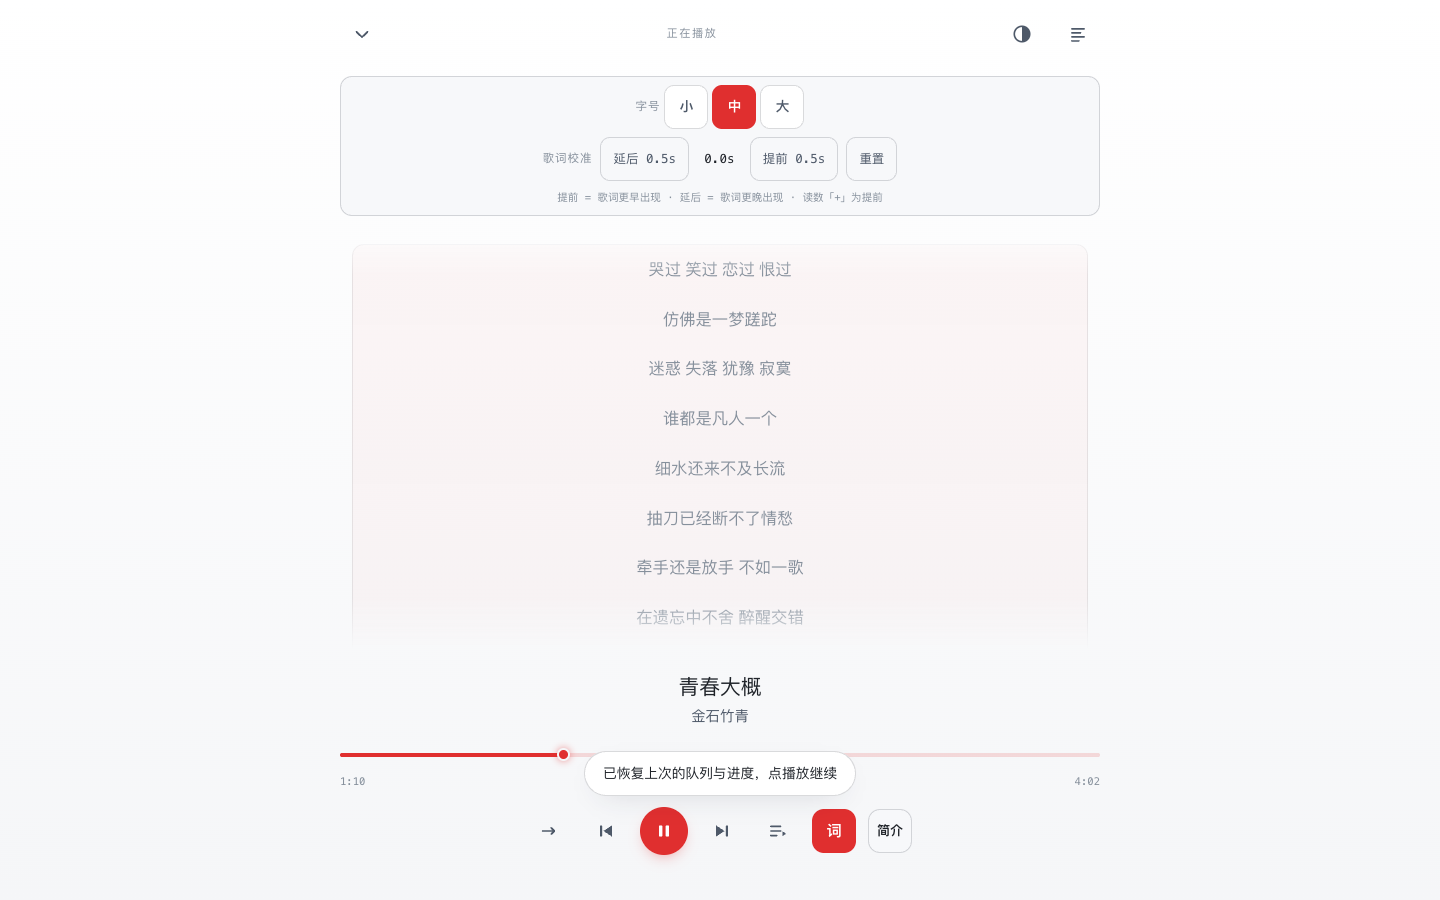 正在播放
字号 小 中 大
歌词校准 延后 0.5s 0.0s 提前 0.5s 重置
提前 = 歌词更早出现 · 延后 = 歌词更晚出现 · 读数「+」为提前
哭过 笑过 恋过 恨过
仿佛是一梦蹉跎
迷惑 失落 犹豫 寂寞
谁都是凡人一个
细水还来不及长流
抽刀已经断不了情愁
牵手还是放手 不如一歌
在遗忘中不舍 醉醒交错
青春大概
金石竹青
已恢复上次的队列与进度，点播放继续
1:10 4:02
词 简介